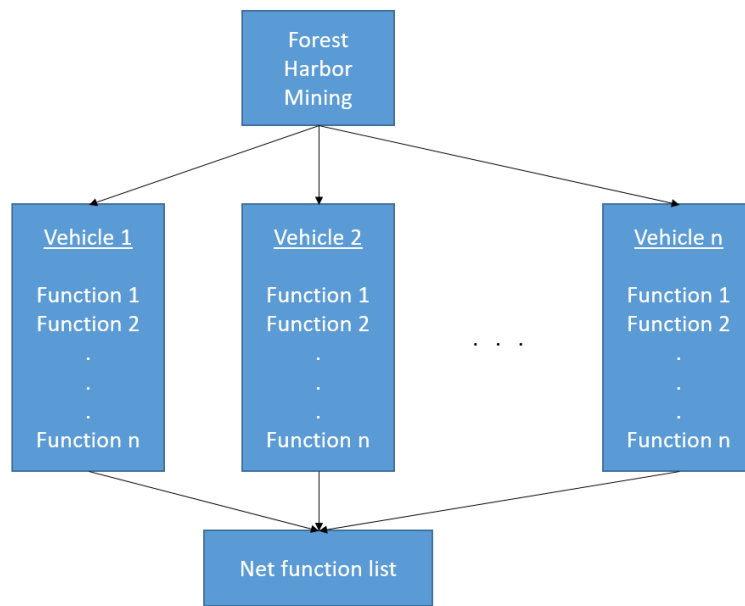 Forest
Harbor
Mining
Vehicle 1
Function 1
Function 2
.
.
.
Function n
Vehicle 2
Function 1
Function 2
.
.
.
Function n
. . .
Vehicle n
Function 1
Function 2
.
.
.
Function n
Net function list